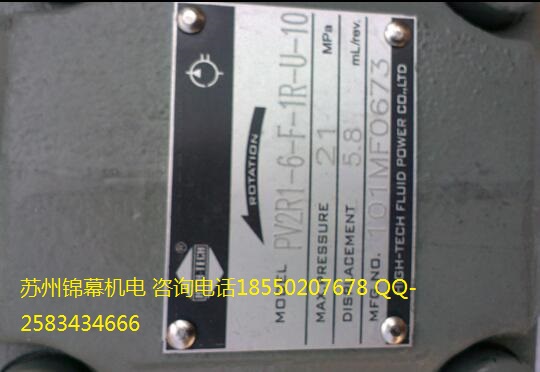 ROTATION
®
MODEL PV2R1-6-F-1R-U-10
MAX.PRESSURE 21 MPa
DISPLACEMENT 5.8 mL/rev.
MFG.NO. 101MF0673
FLUID POWER CO.,LTD
苏州锦幕机电 咨询电话18550207678 QQ-
2583434666